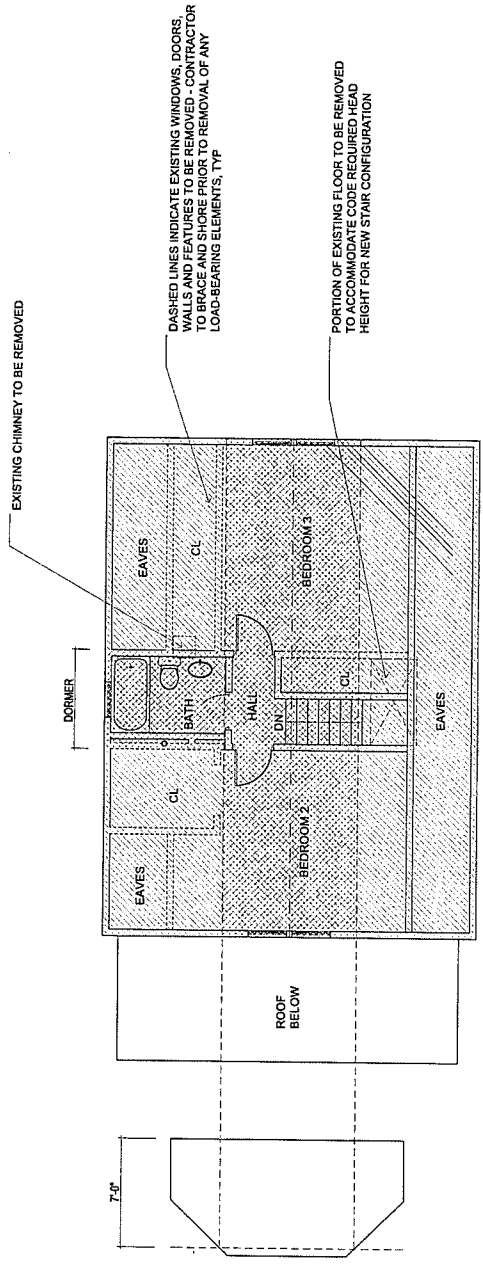 EXISTING CHIMNEY TO BE REMOVED
DASHED LINES INDICATE EXISTING WINDOWS, DOORS,
WALLS AND FEATURES TO BE REMOVED - CONTRACTOR
TO BRACE AND SHORE PRIOR TO REMOVAL OF ANY
LOAD-BEARING ELEMENTS, TYP
PORTION OF EXISTING FLOOR TO BE REMOVED
TO ACCOMMODATE CODE REQUIRED HEAD
HEIGHT FOR NEW STAIR CONFIGURATION
DORMER
EAVES
CL
BATH
CL
EAVES
HALL
DN
CL
BEDROOM 2
BEDROOM 3
EAVES
ROOF
BELOW
7'-0"